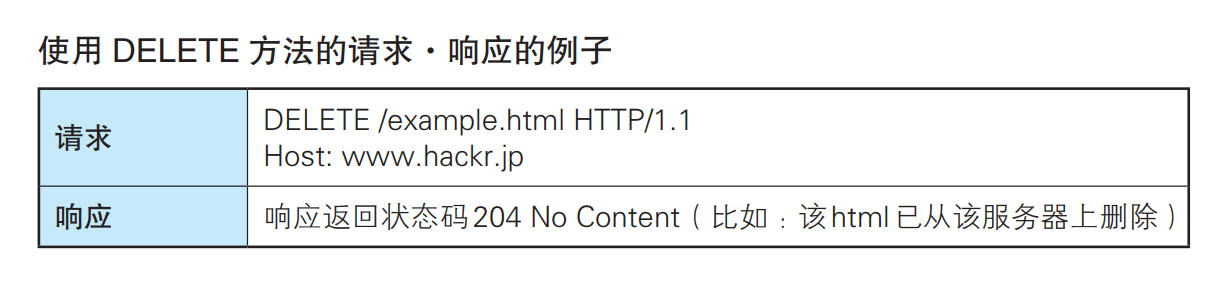 使用 DELETE 方法的请求·响应的例子
请求
DELETE /example.html HTTP/1.1
Host: www.hackr.jp
响应
响应返回状态码204 No Content（比如：该html已从该服务器上删除）